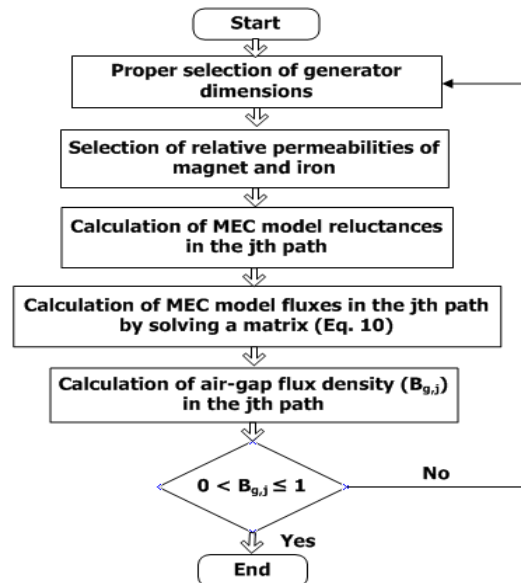 Start
Proper selection of generator
dimensions
Selection of relative permeabilities of
magnet and iron
Calculation of MEC model reluctances
in the jth path
Calculation of MEC model fluxes in the jth path
by solving a matrix (Eq. 10)
Calculation of air-gap flux density (Bg,j)
in the jth path
0 < Bg,j ≤ 1
No
Yes
End